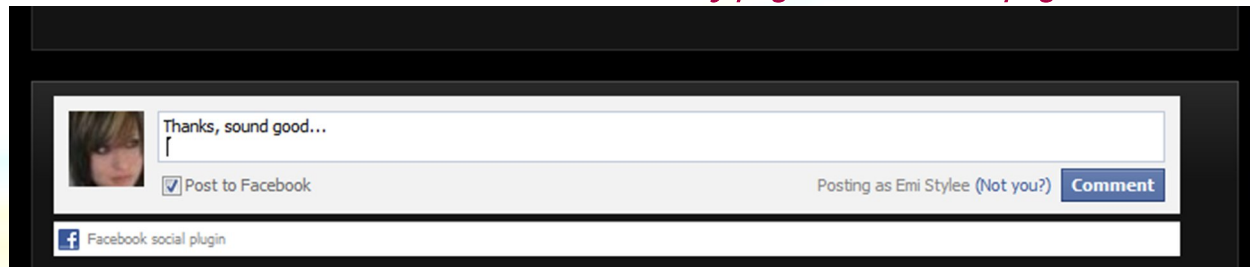 Thanks, sound good...
Post to Facebook
Posting as Emi Stylee (Not you?) Comment
Facebook social plugin